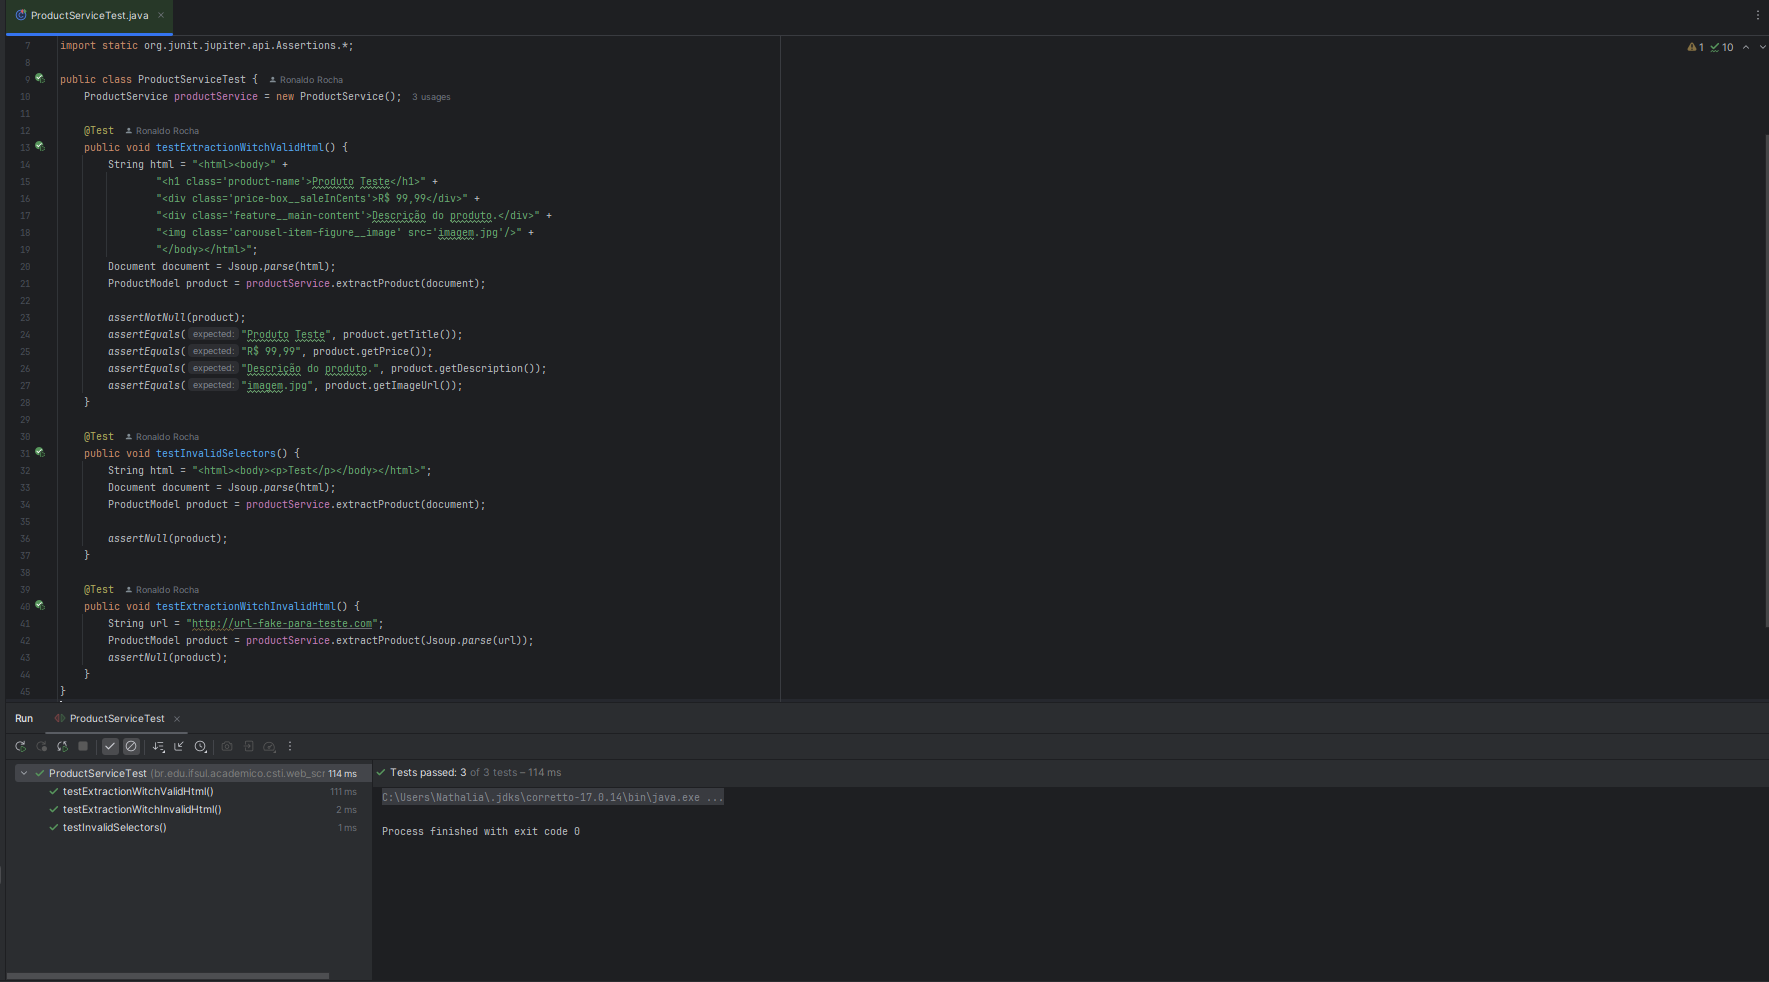 ProductServiceTest.java
7 import static org.junit.jupiter.api.Assertions.*;
1 10
8
9 public class ProductServiceTest { Ronaldo Rocha
10 ProductService productService = new ProductService(); 3 usages
11
12 @Test Ronaldo Rocha
13 public void testExtractionWitchValidHtml() {
14 String html = "<html><body>" +
15 "<h1 class='product-name'>Produto Teste</h1>" +
16 "<div class='price-box__saleInCents'>R$ 99,99</div>" +
17 "<div class='feature__main-content'>Descrição do produto.</div>" +
18 "<img class='carousel-item-figure__image' src='imagem.jpg'/>" +
19 "</body></html>";
20 Document document = Jsoup.parse(html);
21 ProductModel product = productService.extractProduct(document);
22
23 assertNotNull(product);
24 assertEquals( expected: "Produto Teste", product.getTitle());
25 assertEquals( expected: "R$ 99,99", product.getPrice());
26 assertEquals( expected: "Descrição do produto.", product.getDescription());
27 assertEquals( expected: "imagem.jpg", product.getImageUrl());
28 }
29
30 @Test Ronaldo Rocha
31 public void testInvalidSelectors() {
32 String html = "<html><body><p>Test</p></body></html>";
33 Document document = Jsoup.parse(html);
34 ProductModel product = productService.extractProduct(document);
35
36 assertNull(product);
37 }
38
39 @Test Ronaldo Rocha
40 public void testExtractionWitchInvalidHtml() {
41 String url = "http://url-fake-para-teste.com";
42 ProductModel product = productService.extractProduct(Jsoup.parse(url));
43 assertNull(product);
44 }
45 }
Run ProductServiceTest
ProductServiceTest (br.edu.ifsul.academico.csti.web_scr 114 ms
testExtractionWitchValidHtml() 111 ms
testExtractionWitchInvalidHtml() 2 ms
testInvalidSelectors() 1 ms
Tests passed: 3 of 3 tests – 114 ms
C:\Users\Nathalia\.jdks\corretto-17.0.14\bin\java.exe ...
Process finished with exit code 0